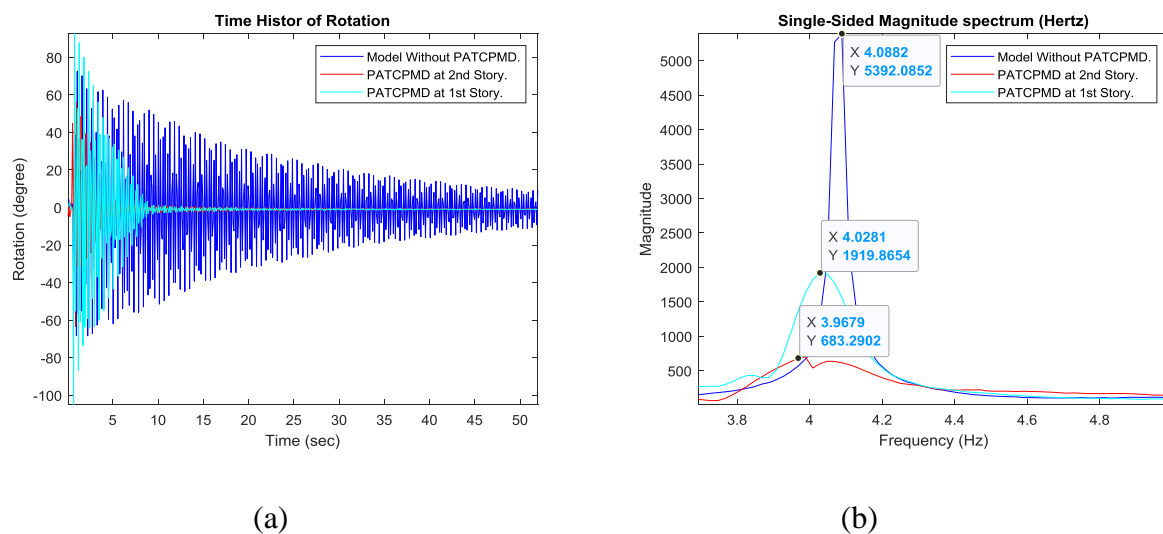 Time Histor of Rotation
Model Without PATCPMD.
PATCPMD at 2nd Story.
PATCPMD at 1st Story.
Rotation (degree)
80
60
40
20
0
-20
-40
-60
-80
-100
5
10
15
20
25
30
35
40
45
50
Time (sec)
(a)
Single-Sided Magnitude spectrum (Hertz)
Model Without PATCPMD.
PATCPMD at 2nd Story.
PATCPMD at 1st Story.
X 4.0882
Y 5392.0852
X 4.0281
Y 1919.8654
X 3.9679
Y 683.2902
Magnitude
5000
4500
4000
3500
3000
2500
2000
1500
1000
500
3.8
4
4.2
4.4
4.6
4.8
Frequency (Hz)
(b)